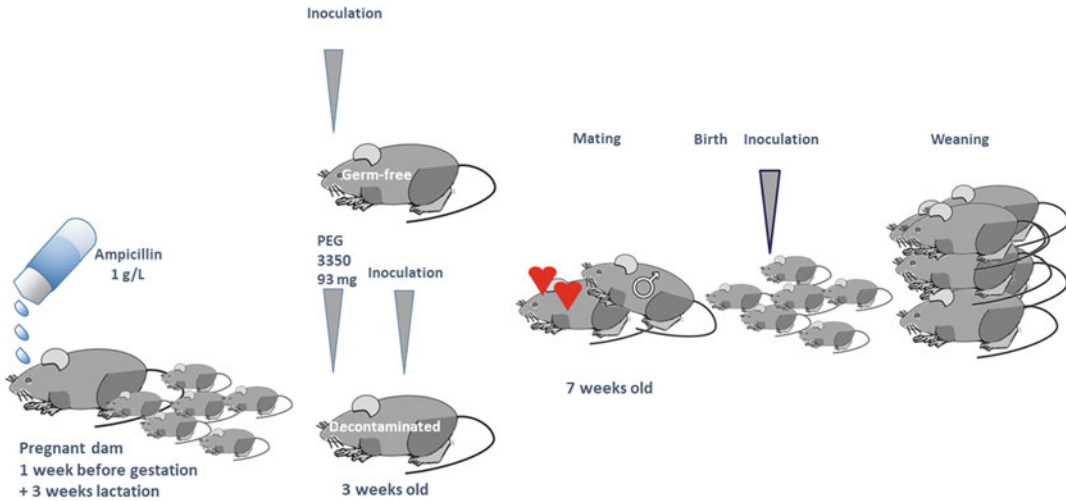 Inoculation
Germ-free
Ampicillin
1 g/L
PEG
3350
93 mg
Inoculation
Decontaminated
Pregnant dam
1 week before gestation
+ 3 weeks lactation
3 weeks old
Mating
Birth
Inoculation
Weaning
7 weeks old